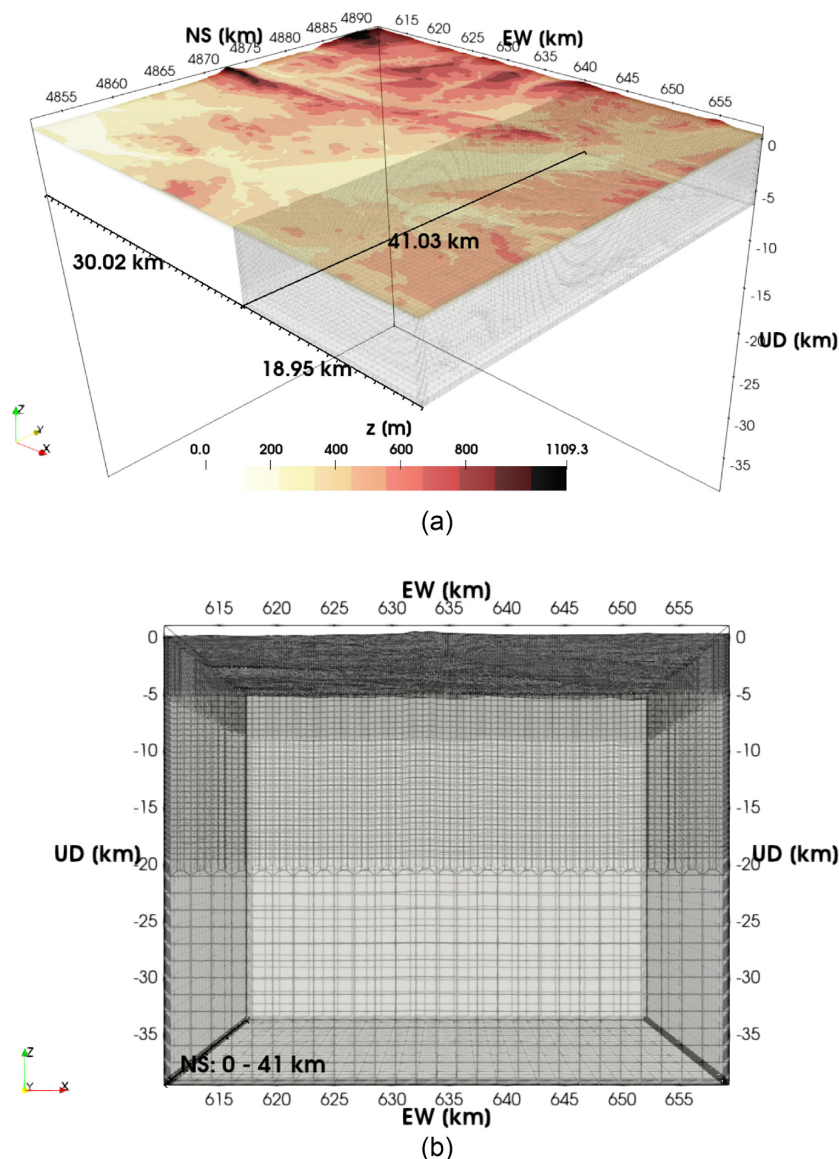 NS (km)
EW (km)
4855 4860 4865 4870 4875 4880 4885 4890
615 620 625 630 635 640 645 650 655
0
-5
-10
-15
-20
-25
-30
-35
UD (km)
30.02 km
41.03 km
18.95 km
Z
Y
X
z (m)
0.0 200 400 600 800 1109.3
(a)
EW (km)
615 620 625 630 635 640 645 650 655
0 0
-5 -5
-10 -10
-15 -15
UD (km) UD (km)
-20 -20
-25 -25
-30 -30
-35 -35
NS: 0 - 41 km
Z
Y X
615 620 625 630 635 640 645 650 655
EW (km)
(b)